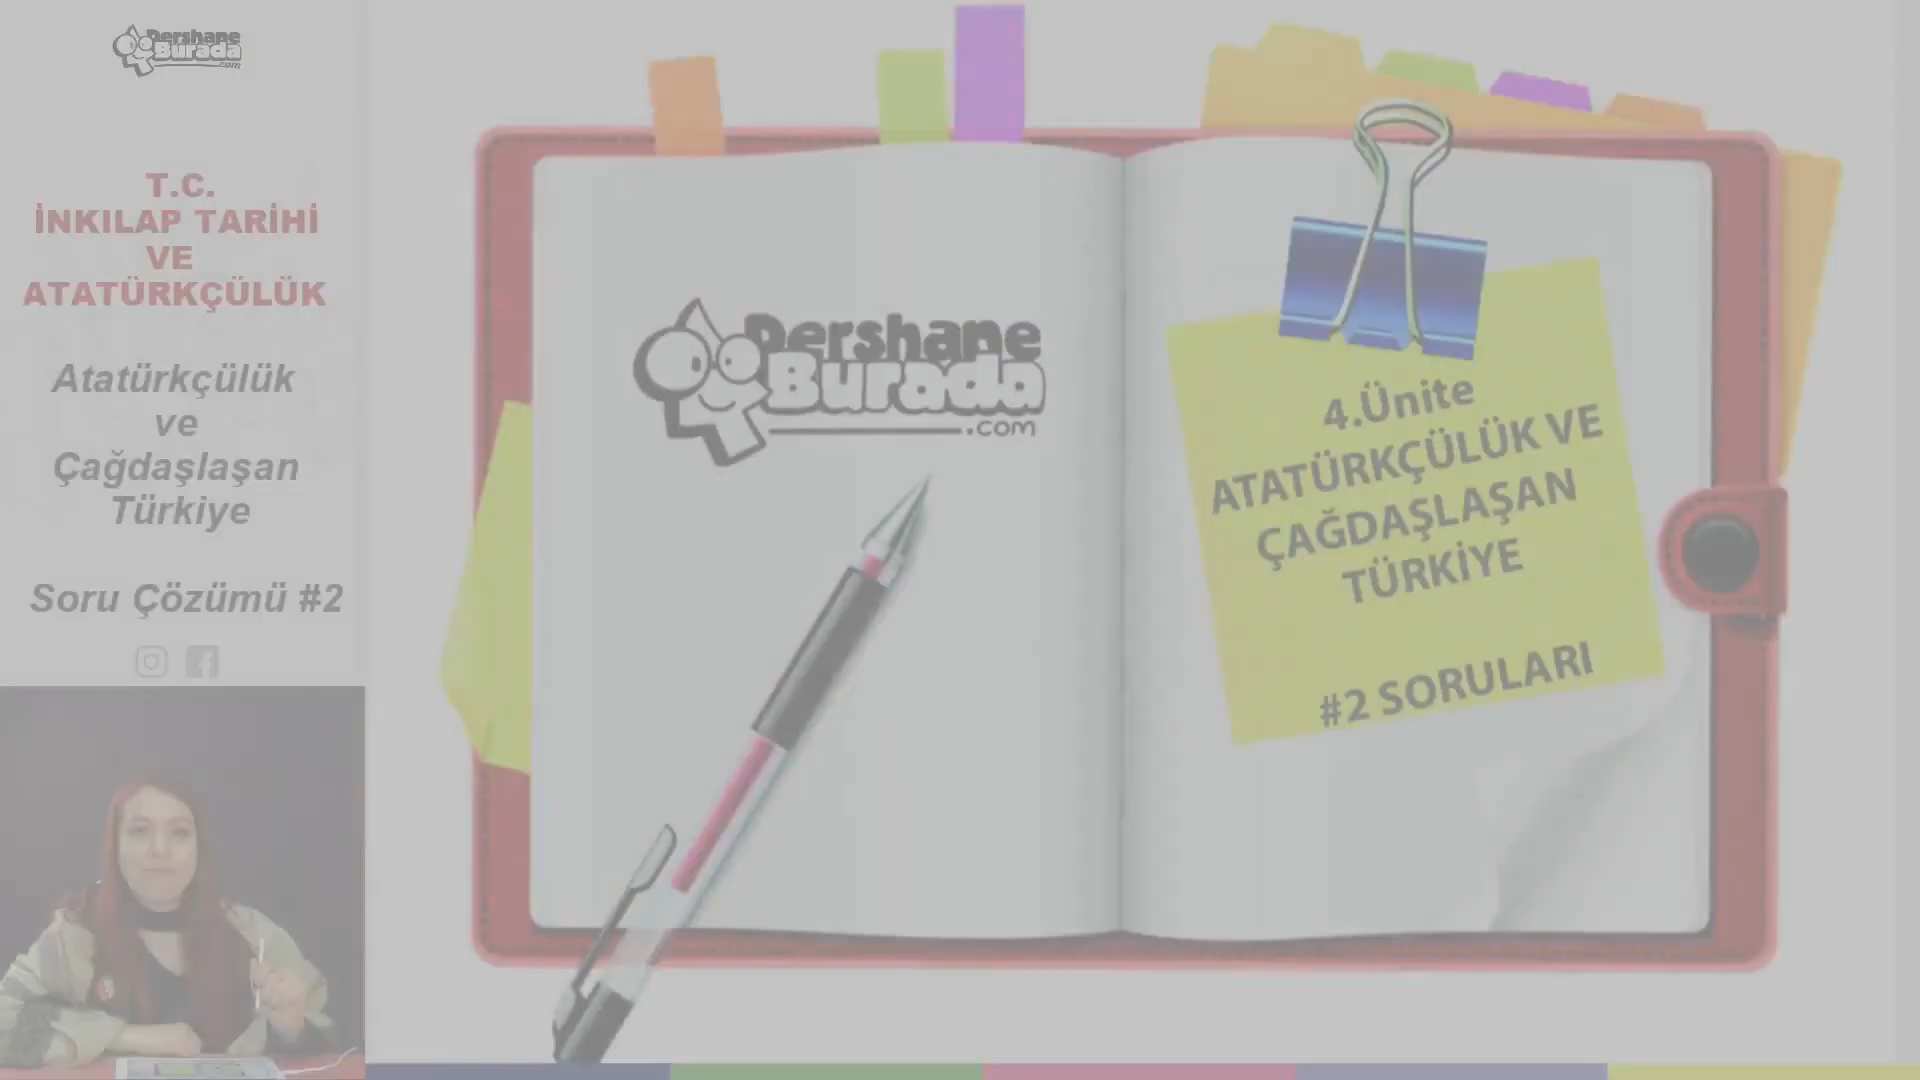 Dershane
Burada
.com
T.C.
İNKILAP TARİHİ
VE
ATATÜRKÇÜLÜK
Atatürkçülük
ve
Çağdaşlaşan
Türkiye
Soru Çözümü #2
Dershane
Burada
.com
4.Ünite
ATATÜRKÇÜLÜK VE
ÇAĞDAŞLAŞAN
TÜRKİYE
#2 SORULARI